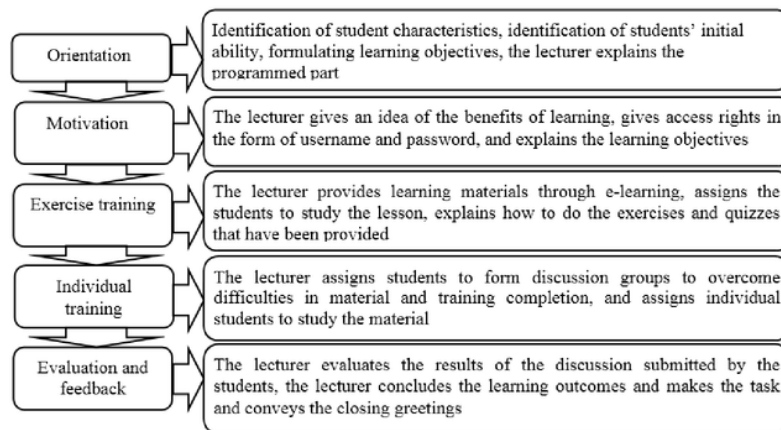 Orientation
Identification of student characteristics, identification of students' initial
ability, formulating learning objectives, the lecturer explains the
programmed part
Motivation
The lecturer gives an idea of the benefits of learning, gives access rights in
the form of username and password, and explains the learning objectives
Exercise training
The lecturer provides learning materials through e-learning, assigns the
students to study the lesson, explains how to do the exercises and quizzes
that have been provided
Individual
training
The lecturer assigns students to form discussion groups to overcome
difficulties in material and training completion, and assigns individual
students to study the material
Evaluation and
feedback
The lecturer evaluates the results of the discussion submitted by the
students, the lecturer concludes the learning outcomes and makes the task
and conveys the closing greetings